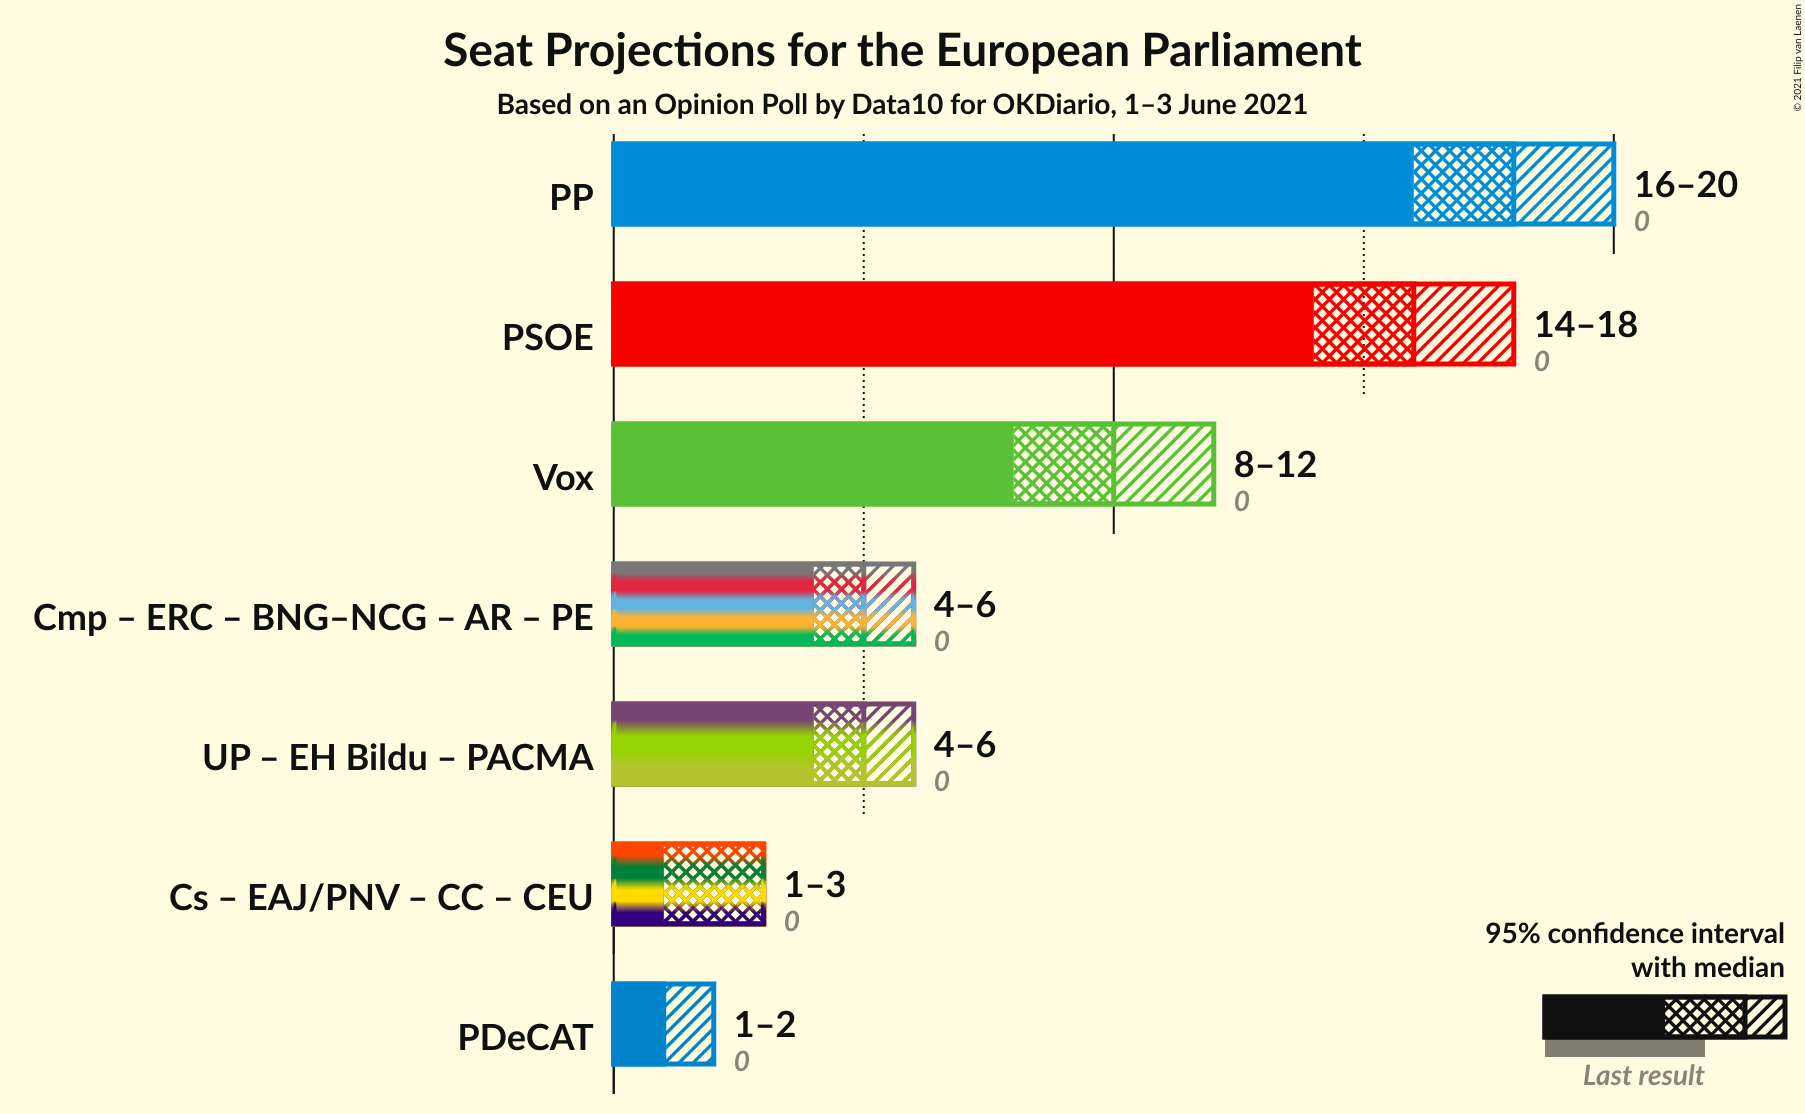 Seat Projections for the European Parliament
Based on an Opinion Poll by Data10 for OKDiario, 1–3 June 2021
© 2021 Filip van Laenen
PP
16–20
0
PSOE
14–18
0
Vox
8–12
0
Cmp – ERC – BNG–NCG – AR – PE
4–6
0
UP – EH Bildu – PACMA
4–6
0
Cs – EAJ/PNV – CC – CEU
1–3
0
PDeCAT
1–2
0
95% confidence interval
with median
Last result